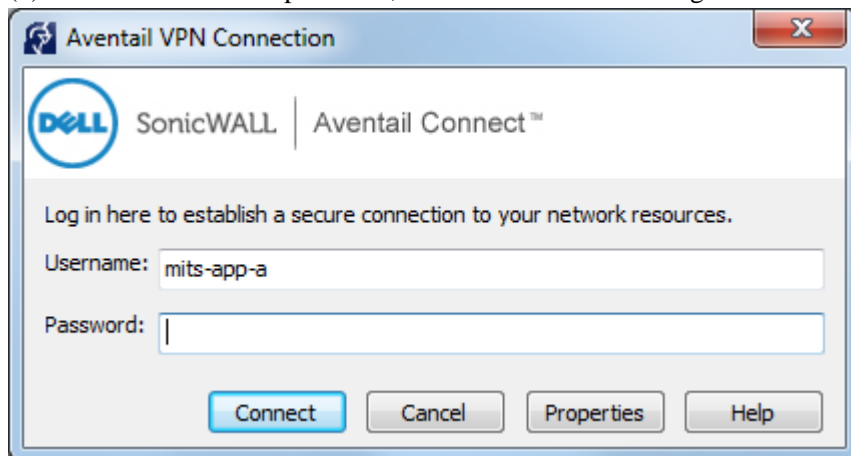 Aventail VPN Connection
DELL SonicWALL | Aventail Connect™
Log in here to establish a secure connection to your network resources.
Username: mits-app-a
Password:
Connect Cancel Properties Help